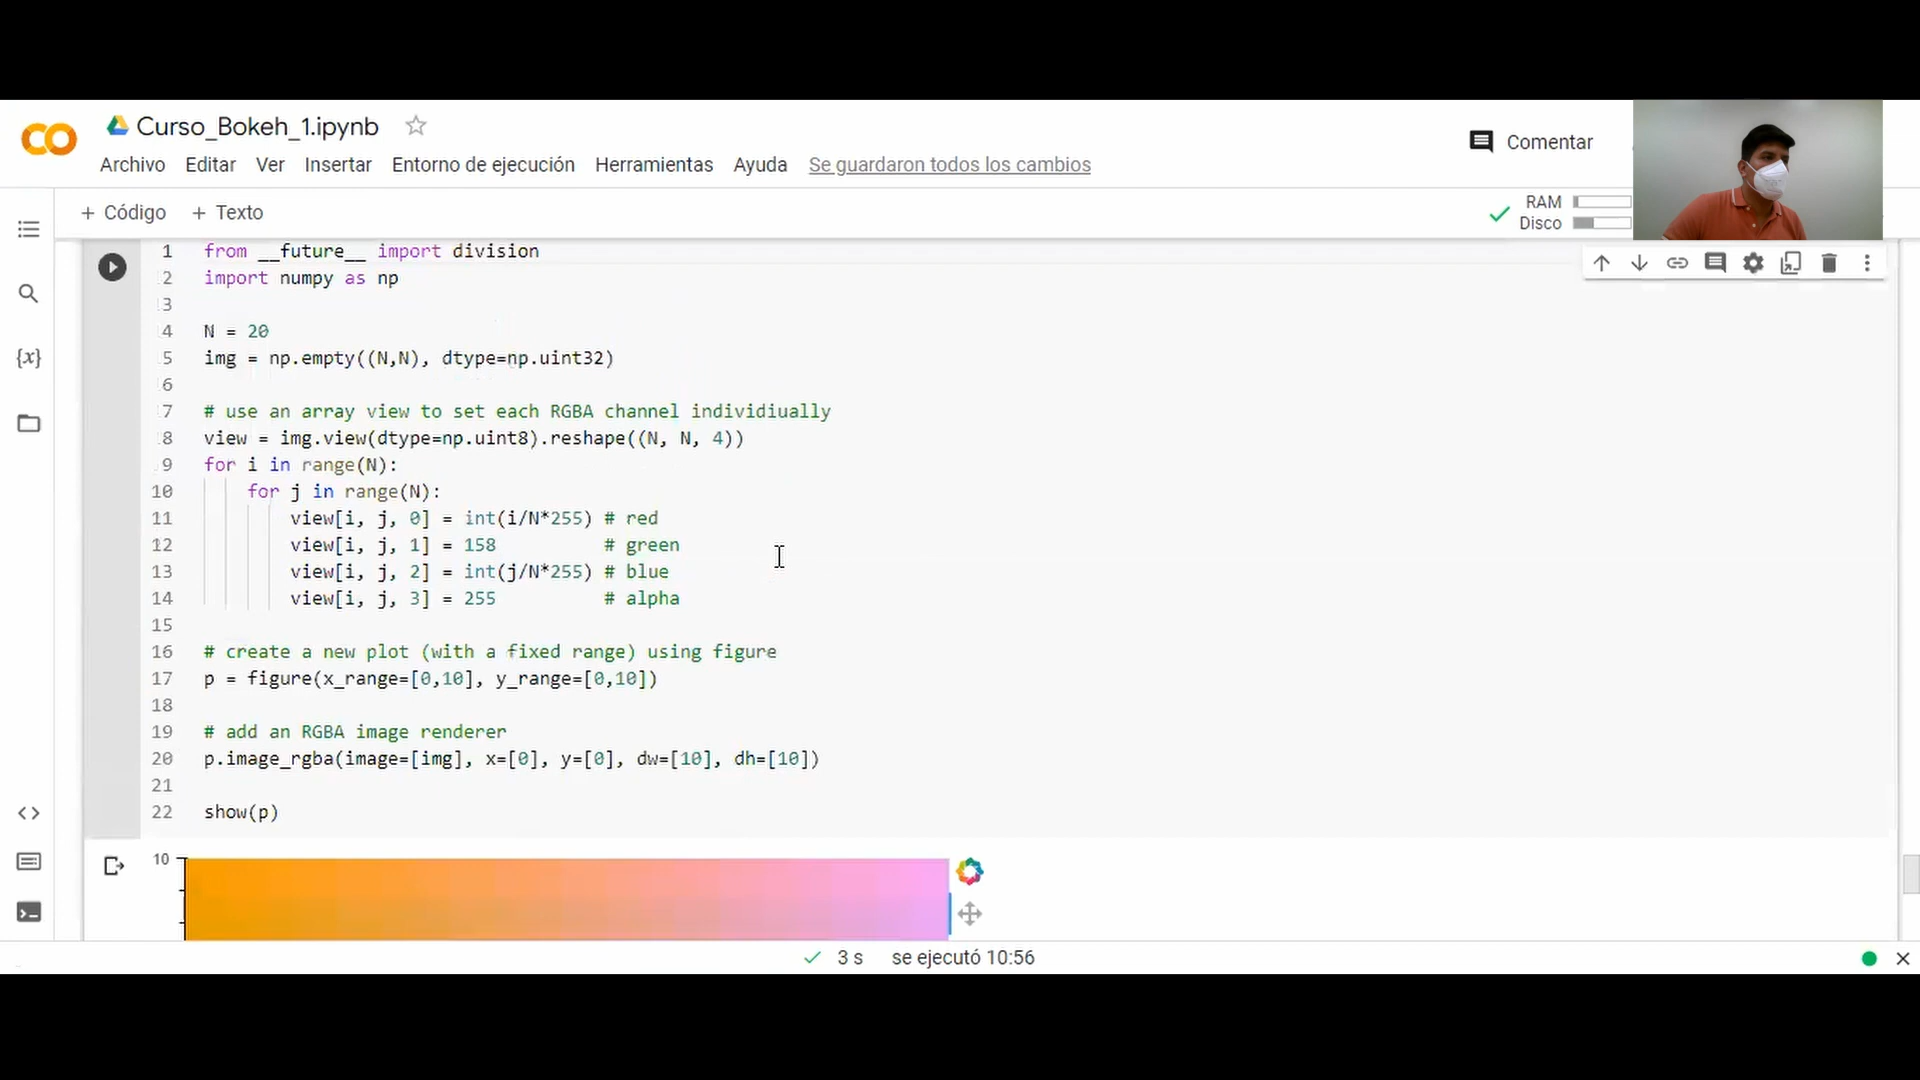 Curso_Bokeh_1.ipynb
Archivo Editar Ver Insertar Entorno de ejecución Herramientas Ayuda Se guardaron todos los cambios
Comentar
+ Código + Texto
RAM
Disco
1 from __future__ import division
2 import numpy as np
3
4 N = 20
5 img = np.empty((N,N), dtype=np.uint32)
6
7 # use an array view to set each RGBA channel individiually
8 view = img.view(dtype=np.uint8).reshape((N, N, 4))
9 for i in range(N):
10 for j in range(N):
11 view[i, j, 0] = int(i/N*255) # red
12 view[i, j, 1] = 158 # green
13 view[i, j, 2] = int(j/N*255) # blue
14 view[i, j, 3] = 255 # alpha
15
16 # create a new plot (with a fixed range) using figure
17 p = figure(x_range=[0,10], y_range=[0,10])
18
19 # add an RGBA image renderer
20 p.image_rgba(image=[img], x=[0], y=[0], dw=[10], dh=[10])
21
22 show(p)
10
3 s se ejecutó 10:56